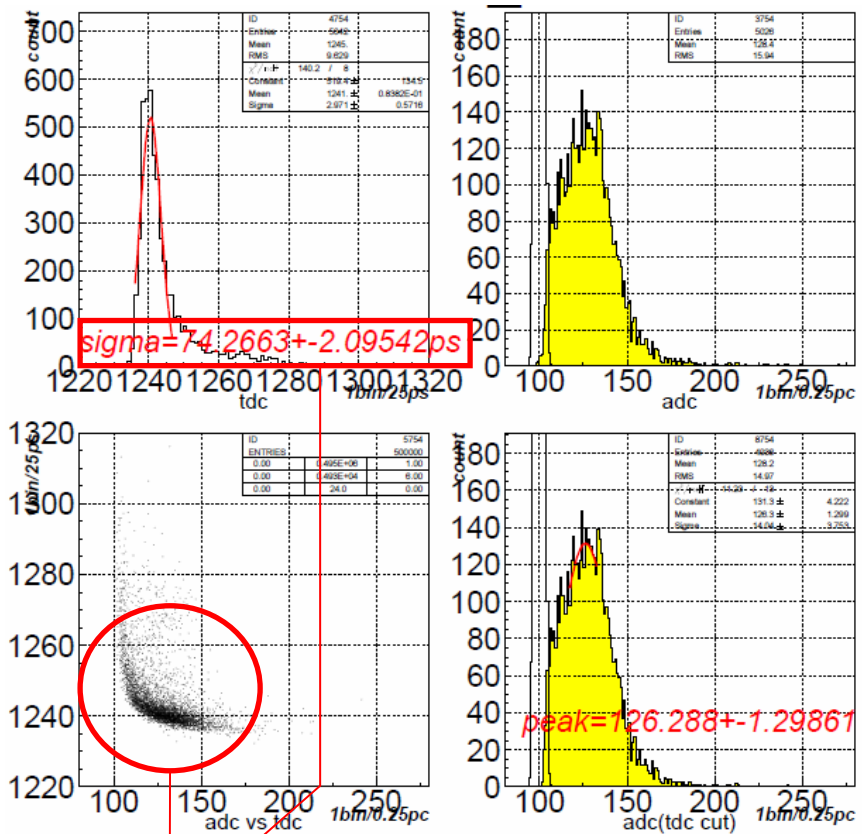 count
700
600
500
400
300
200
100
0
ID 4754
Entries 5042
Mean 1245.
RMS 9.629
140.2 / 8
Constant 519.4 ± 134.5
Mean 1241. ± 0.8382E-01
Sigma 2.971 ± 0.5716
sigma=74.2663+-2.09542ps
1220 1240 1260 1280 1300 1320
tdc
1bin/25ps
count
180
160
140
120
100
80
60
40
20
0
ID 3754
Entries 5026
Mean 128.4
RMS 15.94
100 150 200 250
adc
1bin/0.25pc
1bin/25ps
1320
1300
1280
1260
1240
1220
ID 5754
ENTRIES 500000
0.00 0.495E+06 1.00
0.00 0.493E+04 6.00
0.00 24.0 0.00
100 150 200 250
adc vs tdc
1bin/0.25pc
count
180
160
140
120
100
80
60
40
20
0
ID 8754
Entries
Mean 128.2
RMS 14.97
Constant 131.3 ± 4.222
Mean 126.3 ± 1.299
Sigma 14.04 ± 3.753
peak=126.288+-1.29861
100 150 200 250
adc(tdc cut)
1bin/0.25pc